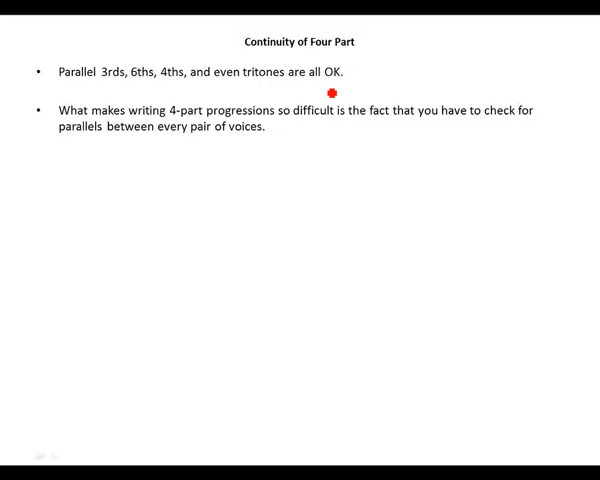 Continuity of Four Part
• Parallel 3rds, 6ths, 4ths, and even tritones are all OK.
• What makes writing 4-part progressions so difficult is the fact that you have to check for
parallels between every pair of voices.